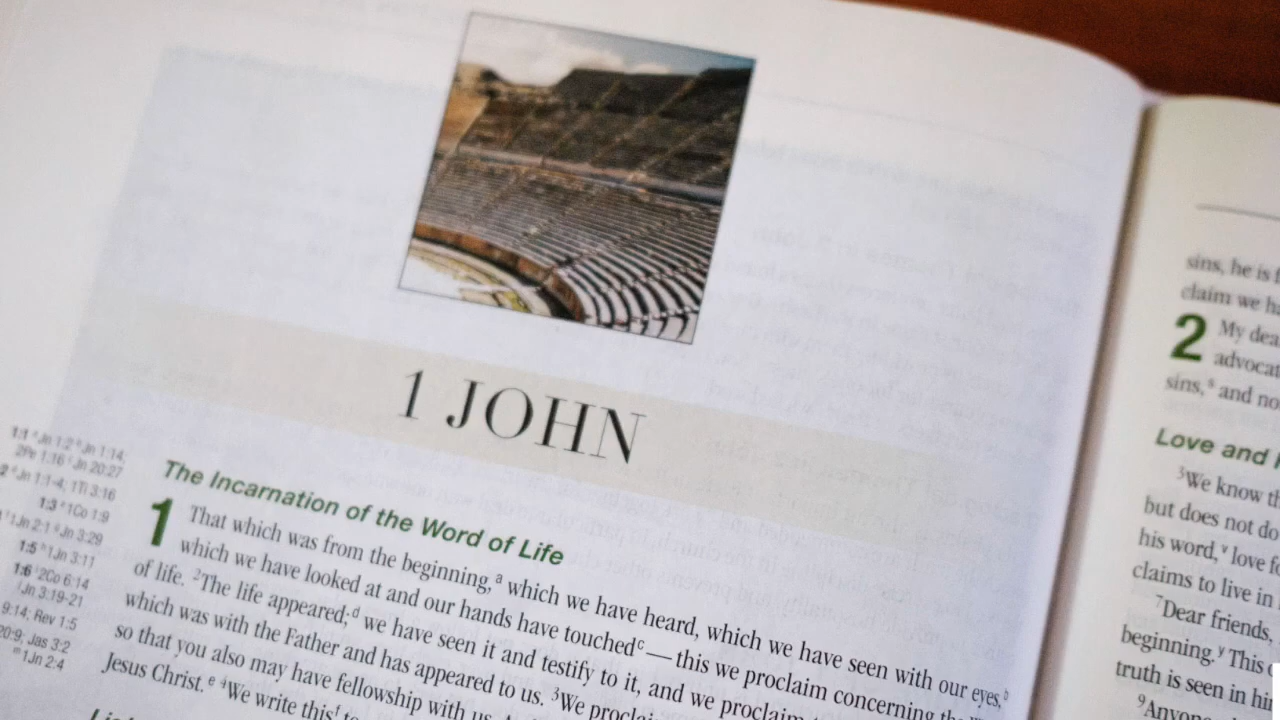 1 JOHN
1:1 ᵃ Jn 1:2 ᵇ Jn 1:14;
2Pe 1:16 ᶜ Jn 20:27
2 ᵈ Jn 1:1-4; 1Ti 3:16
1:3 ᵉ 1Co 1:9
1Jn 2:1 ᵍ Jn 3:29
1:5 ʰ 1Jn 3:11
1:6 ⁱ 2Co 6:14
ʲ Jn 3:19-21
9:14; Rev 1:5
20:9; Jas 3:2
ᵐ 1Jn 2:4
The Incarnation of the Word of Life
1 That which was from the beginning,ᵃ which we have heard, which we have seen with our eyes,ᵇ
which we have looked at and our hands have touchedᶜ—this we proclaim concerning the
of life. ²The life appeared;ᵈ we have seen it and testify to it, and we proclaim
which was with the Father and has appeared to us. ³We proclai
so that you also may have fellowship with us.
Jesus Christ.ᵉ ⁴We write thisᶠ to
sins, he is f
claim we ha
2 My dea
advocat
sins,ˢ and no
Love and
³We know th
but does not do
his word,ᵛ love fo
claims to live in
⁷Dear friends,
beginning.ʸ This
truth is seen in him
⁹Anyon